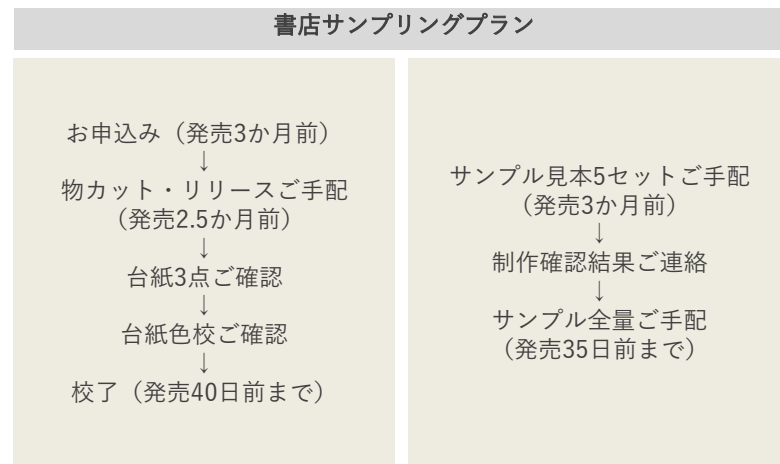 書店サンプリングプラン
お申込み（発売3か月前）
↓
物カット・リリースご手配
（発売2.5か月前）
↓
台紙3点ご確認
↓
台紙色校ご確認
↓
校了（発売40日前まで）
サンプル見本5セットご手配
（発売3か月前）
↓
制作確認結果ご連絡
↓
サンプル全量ご手配
（発売35日前まで）